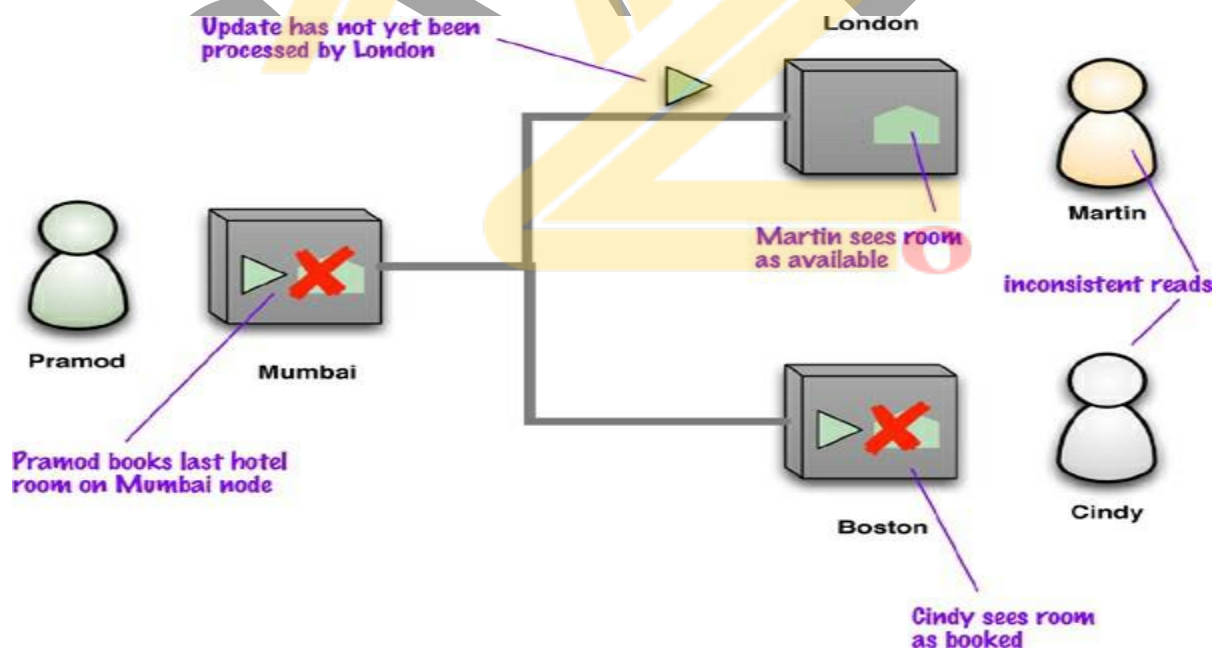 Update has not yet been
processed by London
London
Martin
Martin sees room
as available
inconsistent reads
Pramod
Mumbai
Pramod books last hotel
room on Mumbai node
Boston
Cindy
Cindy sees room
as booked